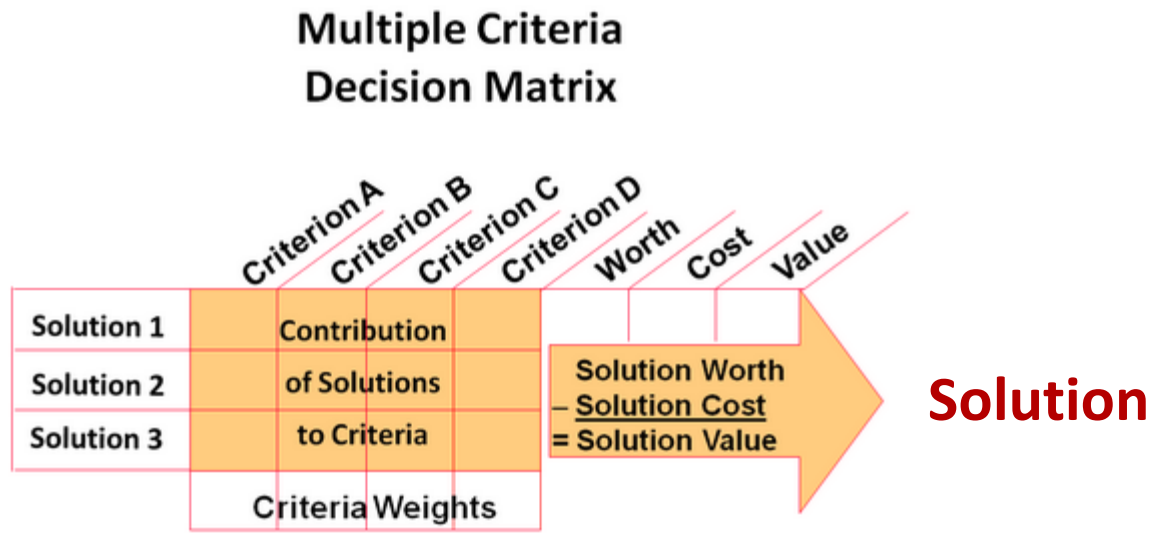 Multiple Criteria
Decision Matrix
Criterion A
Criterion B
Criterion C
Criterion D
Worth
Cost
Value
Solution 1
Solution 2
Solution 3
Contribution
of Solutions
to Criteria
Criteria Weights
Solution Worth
– Solution Cost
= Solution Value
Solution